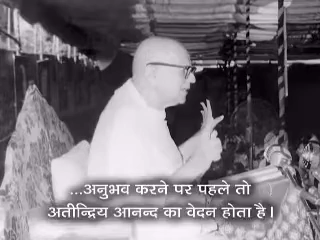 ...अनुभव करने पर पहले तो
अतीन्द्रिय आनन्द का वेदन होता है।